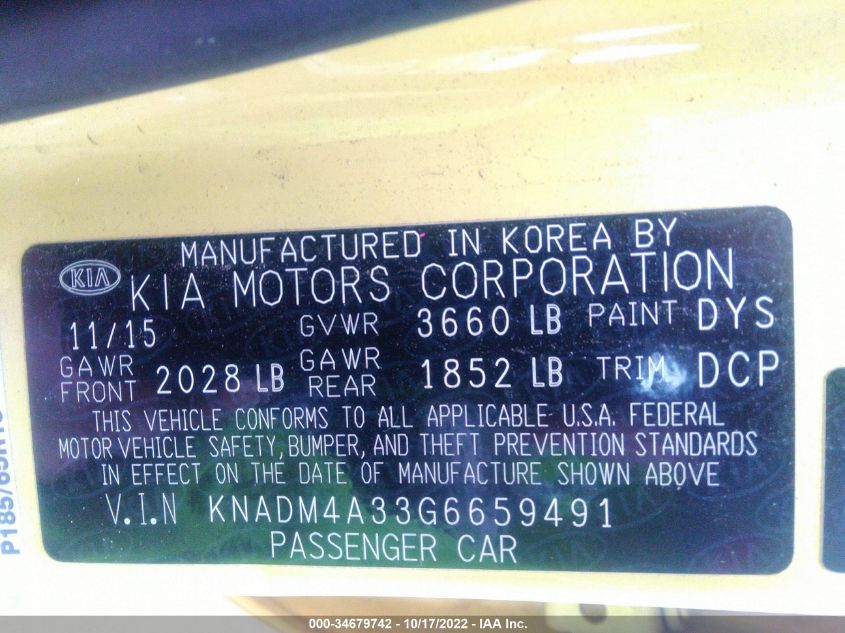 MANUFACTURED IN KOREA BY
KIA KIA MOTORS CORPORATION
11/15 GVWR 3660 LB PAINT DYS
GAWR FRONT 2028 LB GAWR REAR 1852 LB TRIM DCP
THIS VEHICLE CONFORMS TO ALL APPLICABLE U.S.A. FEDERAL
MOTOR VEHICLE SAFETY, BUMPER, AND THEFT PREVENTION STANDARDS
IN EFFECT ON THE DATE OF MANUFACTURE SHOWN ABOVE
V.I.N KNADM4A33G6659491
PASSENGER CAR
000-34679742 - 10/17/2022 - IAA Inc.